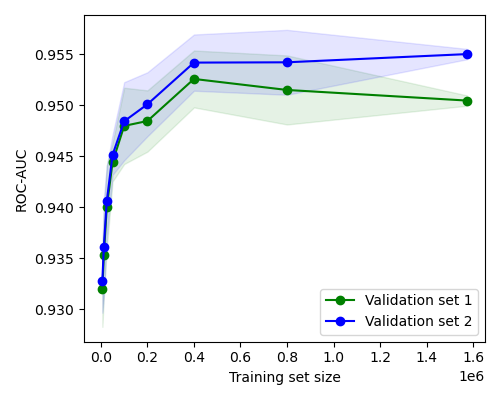 0.955
0.950
0.945
0.940
0.935
0.930
ROC-AUC
Validation set 1
Validation set 2
0.0 0.2 0.4 0.6 0.8 1.0 1.2 1.4 1.6
Training set size
1e6